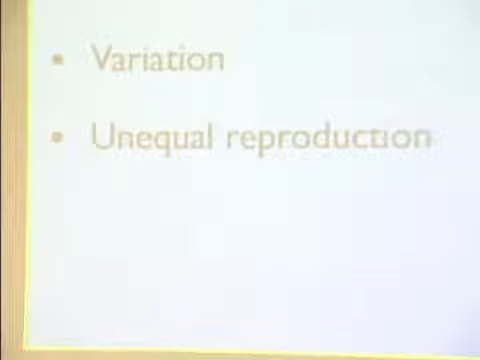 • Variation
• Unequal reproduction